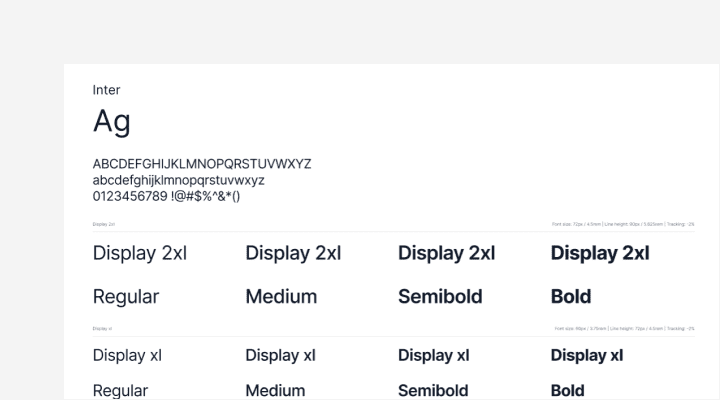 Inter
Ag
ABCDEFGHIJKLMNOPQRSTUVWXYZ
abcdefghijklmnopqrstuvwxyz
0123456789 !@#$%^&*()
Display 2xl
Font size: 72px / 4.5rem | Line height: 90px / 5.625rem | Tracking: -2%
Display 2xl Display 2xl Display 2xl Display 2xl
Regular Medium Semibold Bold
Display xl
Font size: 60px / 3.75rem | Line height: 72px / 4.5rem | Tracking: -2%
Display xl Display xl Display xl Display xl
Regular Medium Semibold Bold